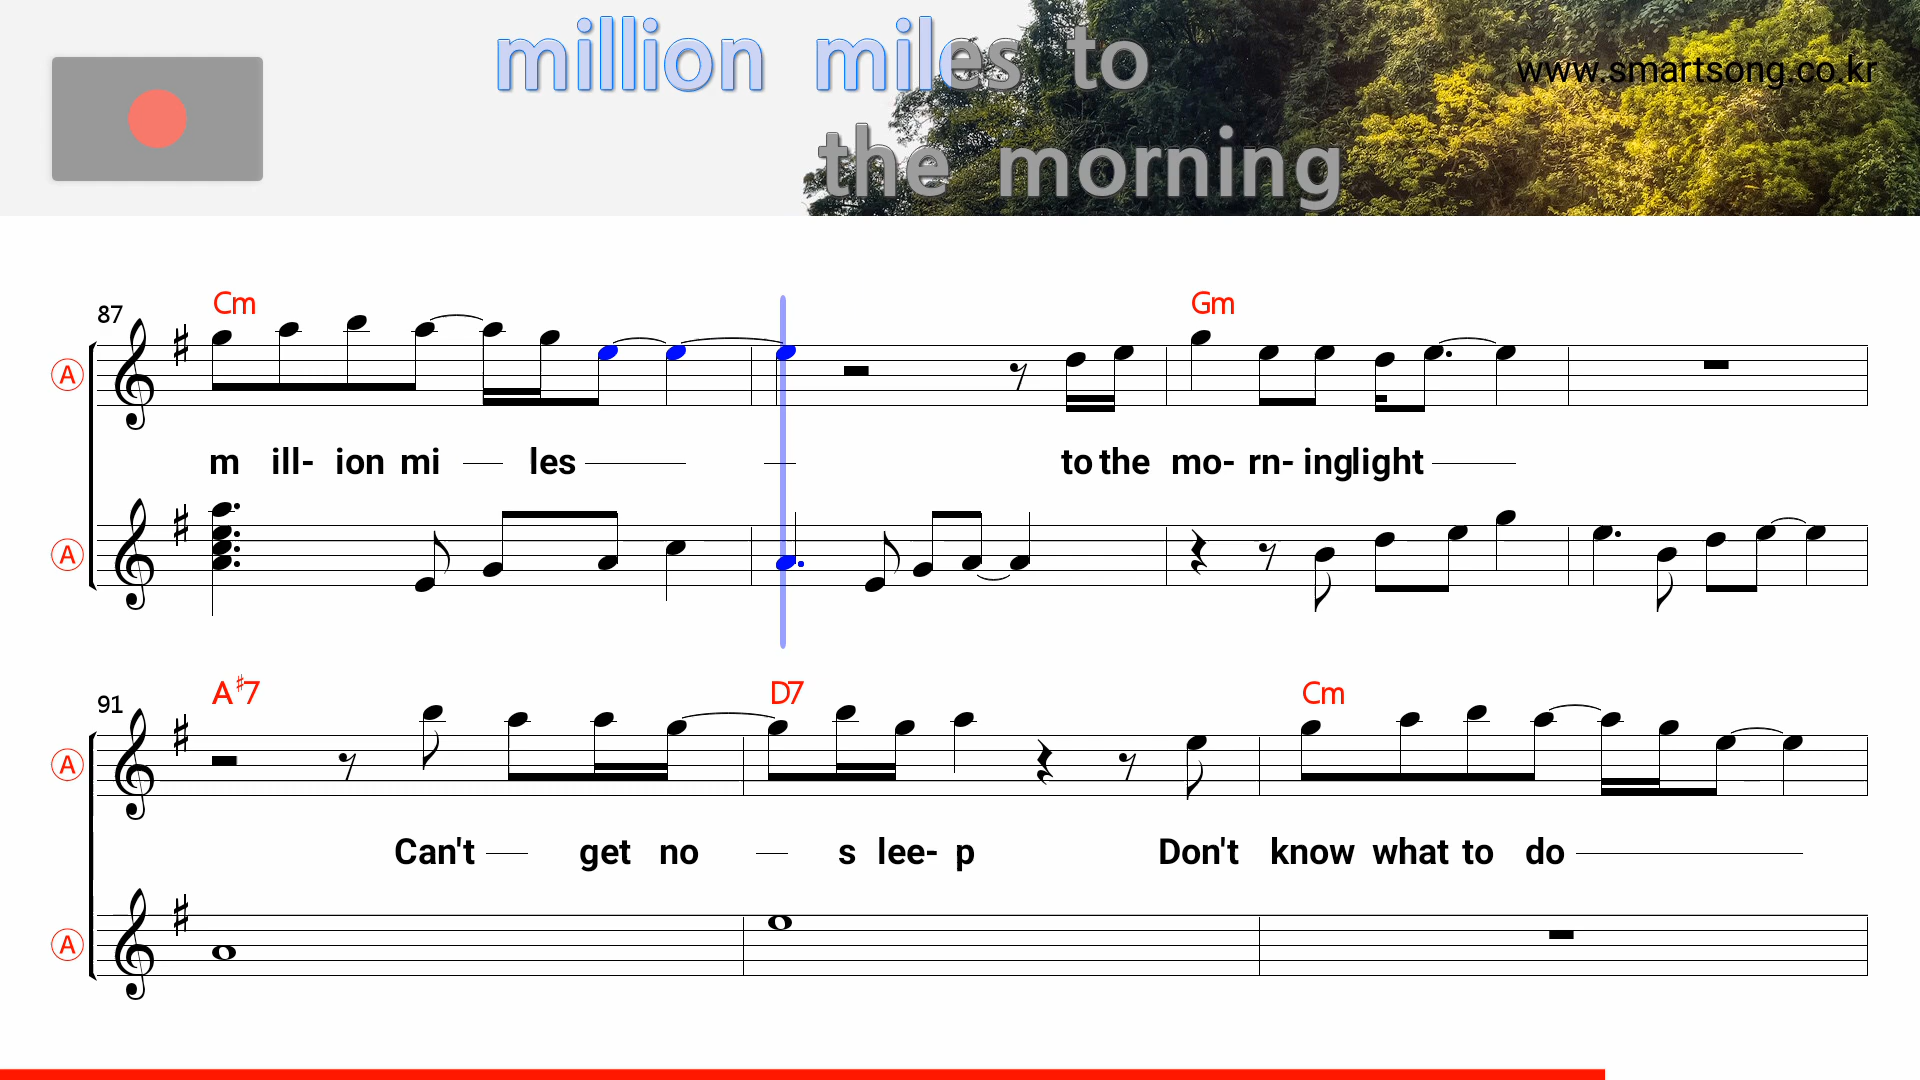 million miles to
www.smartsong.co.kr
the morning
87 Cm Gm
A
m ill- ion mi les to the mo- rn- inglight
A
91 A♯7 D7 Cm
A
Can't get no s lee- p Don't know what to do
A